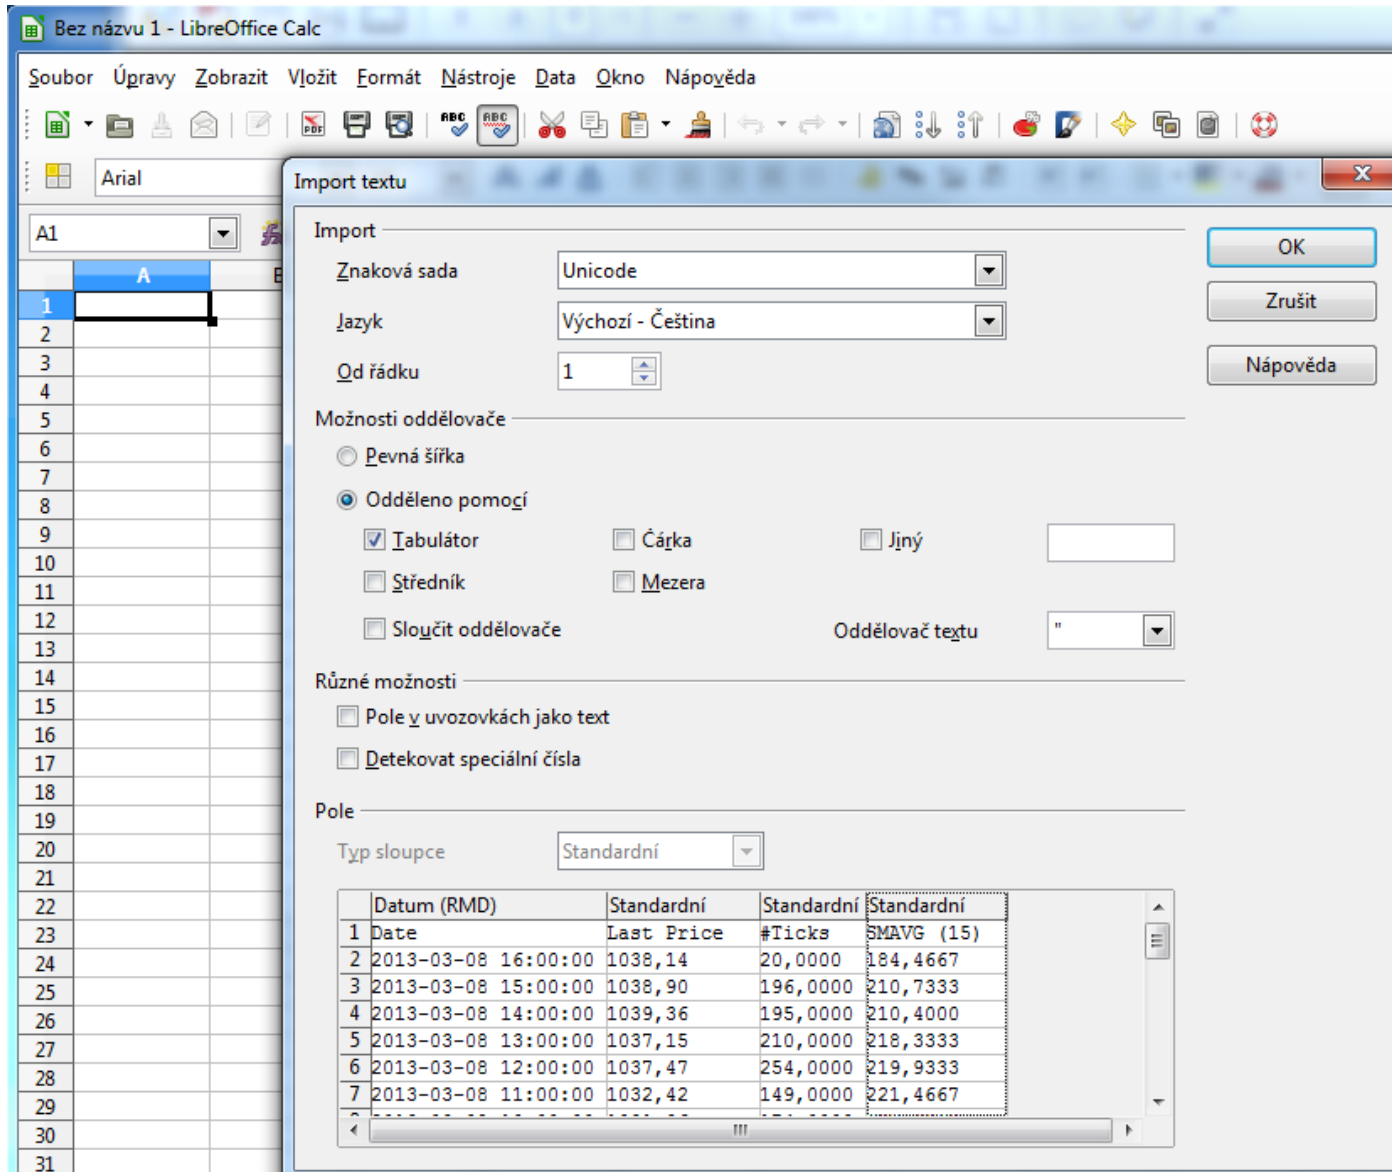 Bez názvu 1 - LibreOffice Calc
Soubor Úpravy Zobrazit Vložit Formát Nástroje Data Okno Nápověda
PDF ABC ABC
Arial
Import textu
A1
Import
OK
A
Znaková sada Unicode
Zrušit
1
Jazyk Výchozí - Čeština
2
3
Od řádku 1
Nápověda
4
5
Možnosti oddělovače
6
Pevná šířka
7
8
Odděleno pomocí
9
Tabulátor Čárka Jiný
10
11
Středník Mezera
12
13
Sloučit oddělovače Oddělovač textu "
14
Různé možnosti
15
Pole v uvozovkách jako text
16
17
Detekovat speciální čísla
18
19
Pole
20
Typ sloupce Standardní
21
22
Datum (RMD) Standardní Standardní Standardní
23
1 Date Last Price #Ticks SMAVG (15)
24
2 2013-03-08 16:00:00 1038,14 20,0000 184,4667
25
3 2013-03-08 15:00:00 1038,90 196,0000 210,7333
26
4 2013-03-08 14:00:00 1039,36 195,0000 210,4000
27
5 2013-03-08 13:00:00 1037,15 210,0000 218,3333
28
6 2013-03-08 12:00:00 1037,47 254,0000 219,9333
29
7 2013-03-08 11:00:00 1032,42 149,0000 221,4667
30
31